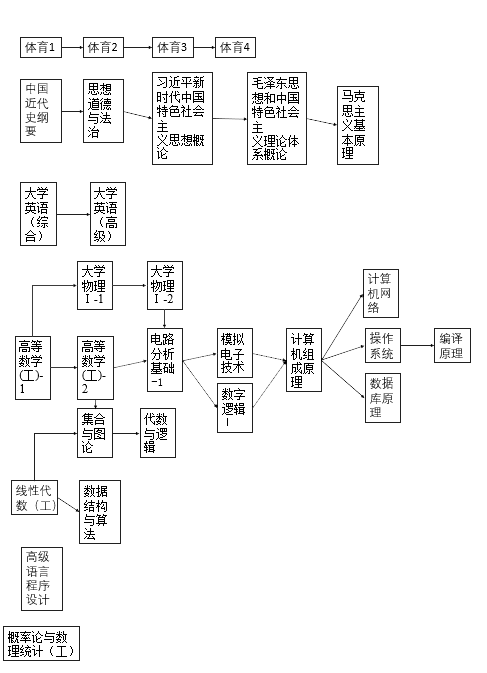 体育1
体育2
体育3
体育4
中国
近代
史纲
要
思想
道德
与法
治
习近平新
时代中国
特色社会
主
义思想概
论
毛泽东思
想和中国
特色社会
主
义理论体
系概论
马克
思主
义基
本原
理
大学
英语
（综
合）
大学
英语
（高
级）
大学
物理
Ⅰ-1
大学
物理
Ⅰ-2
计算
机网
络
高等
数学
(工)-
1
高等
数学
(工)-
2
电路
分析
基础
-1
模拟
电子
技术
计算
机组
成原
理
操作
系统
编译
原理
数字
逻辑
I
数据
库原
理
集合
与图
论
代数
与逻
辑
线性代
数（工）
数据
结构
与算
法
高级
语言
程序
设计
概率论与数
理统计（工）